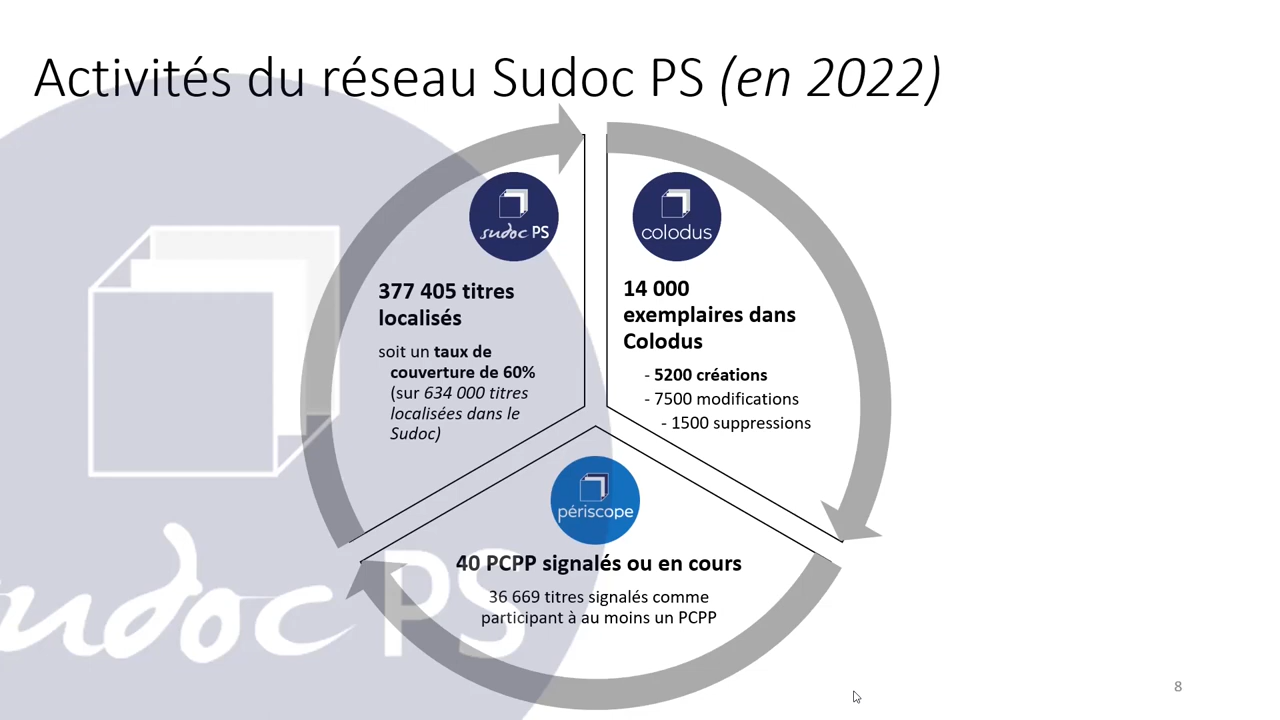 Activités du réseau Sudoc PS (en 2022)
sudoc PS
377 405 titres
localisés
soit un taux de
couverture de 60%
(sur 634 000 titres
localisées dans le
Sudoc)
colodus
14 000
exemplaires dans
Colodus
- 5200 créations
- 7500 modifications
- 1500 suppressions
périscope
40 PCPP signalés ou en cours
36 669 titres signalés comme
participant à au moins un PCPP
sudoc PS
8